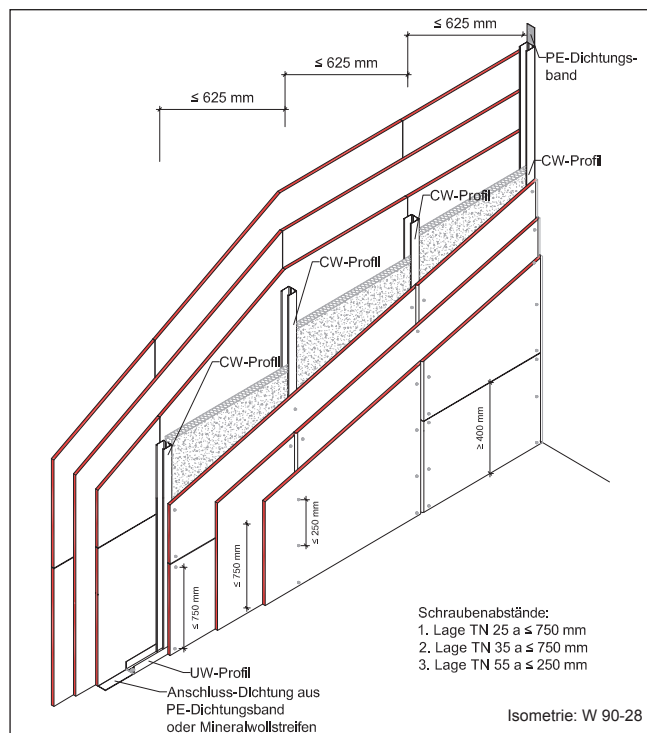 ≤ 625 mm
≤ 625 mm
≤ 625 mm
PE-Dichtungs-
band
CW-Profil
CW-Profil
CW-Profil
CW-Profil
≥ 400 mm
≤ 250 mm
≤ 750 mm
≤ 750 mm
Schraubenabstände:
1. Lage TN 25 a ≤ 750 mm
2. Lage TN 35 a ≤ 750 mm
3. Lage TN 55 a ≤ 250 mm
UW-Profil
Anschluss-Dichtung aus
PE-Dichtungsband
oder Mineralwollstreifen
Isometrie: W 90-28